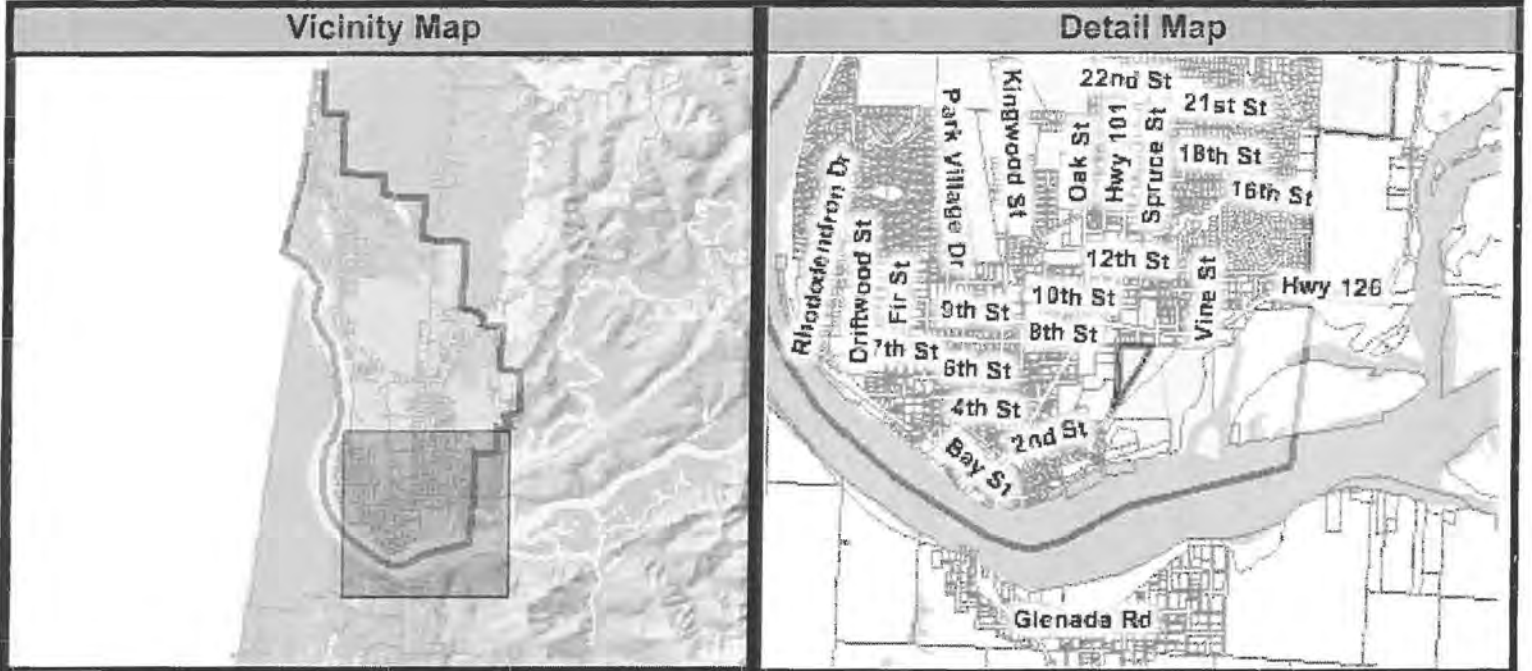 Vicinity Map
Detail Map
22nd St
21st St
18th St
16th St
Park Village Dr
Kingwood St
Oak St
Hwy 101
Spruce St
Rhododendron Dr
Driftwood St
Fir St
12th St
Vine St
Hwy 126
9th St
10th St
8th St
7th St
6th St
4th St
2nd St
Bay St
Glenada Rd